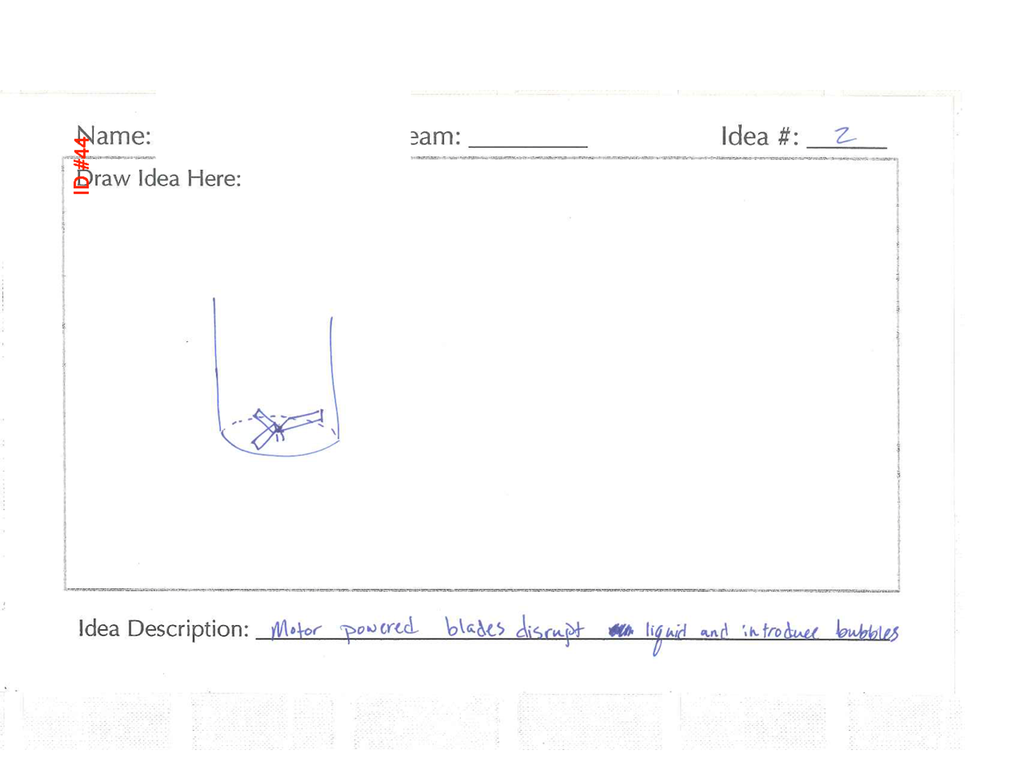 Name: eam: Idea #: 2
ID #44
Draw Idea Here:
Idea Description: Motor powered blades disrupt liquid and introduce bubbles